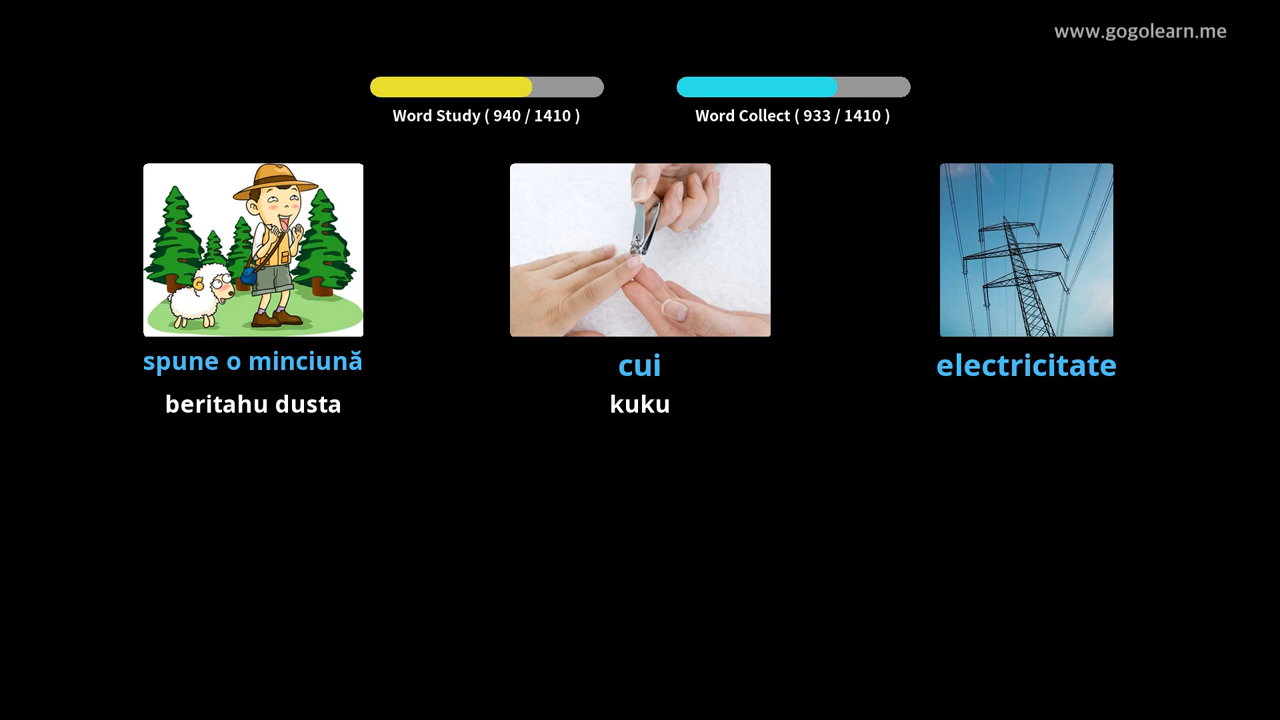 www.gogolearn.me
Word Study ( 940 / 1410 )
Word Collect ( 933 / 1410 )
spune o minciună
cui
electricitate
beritahu dusta
kuku